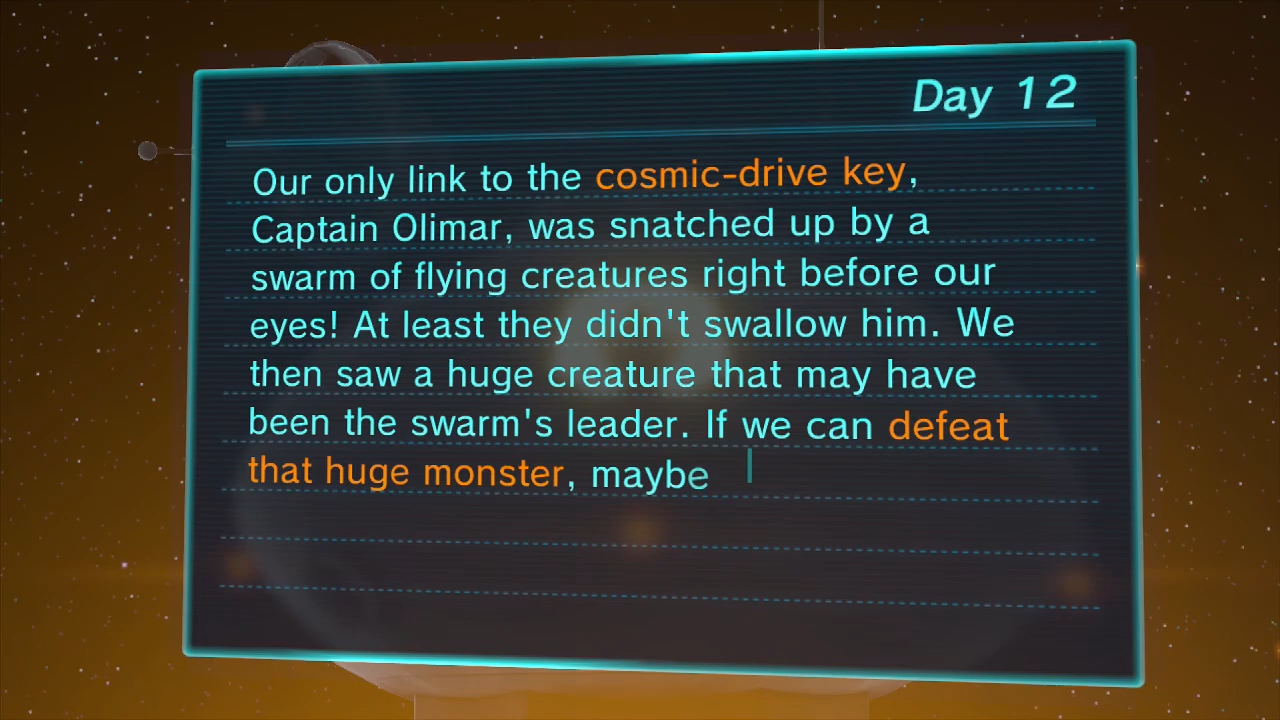 Day 12
Our only link to the cosmic-drive key,
Captain Olimar, was snatched up by a
swarm of flying creatures right before our
eyes! At least they didn't swallow him. We
then saw a huge creature that may have
been the swarm's leader. If we can defeat
that huge monster, maybe